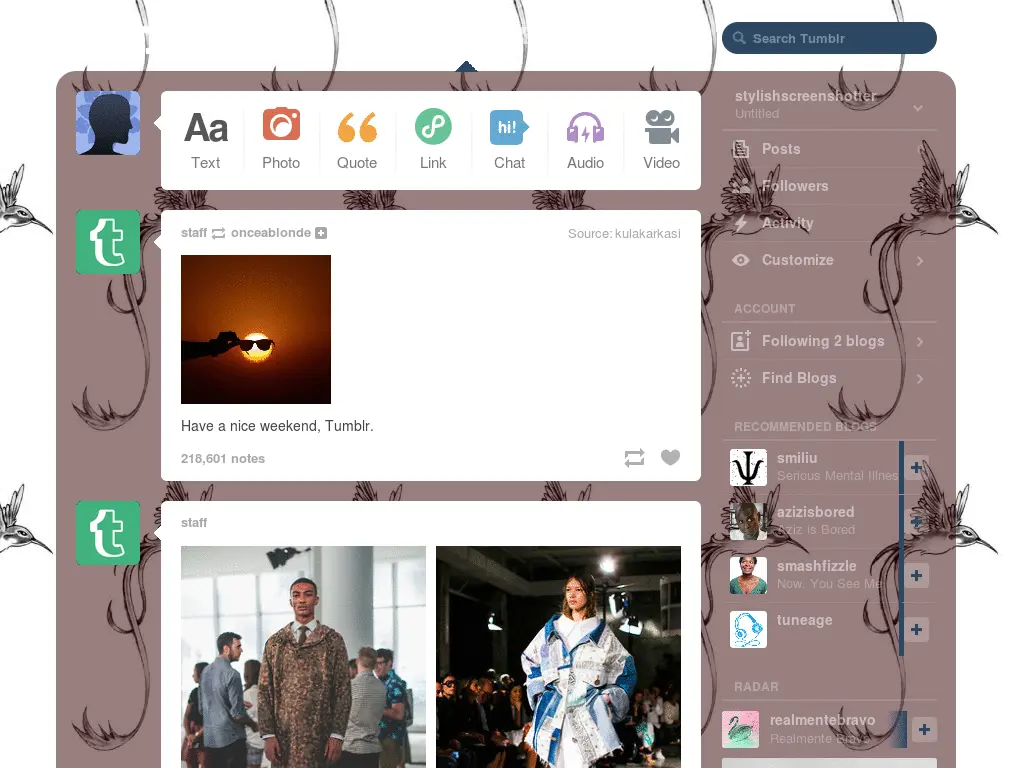 Search Tumblr
stylishscreenshotter
Untitled
Aa
hi!
Text
Photo
Quote
Link
Chat
Audio
Video
Posts
Followers
Activity
Customize
staff onceablonde
Source: kulakarkasi
Have a nice weekend, Tumblr.
218,601 notes
ACCOUNT
Following 2 blogs
Find Blogs
RECOMMENDED BLOGS
smiliu
Serious Mental Illnes
azizisbored
Aziz is Bored
smashfizzle
Now. You See Me
tuneage
staff
RADAR
realmentebravo
Realmente Bravo